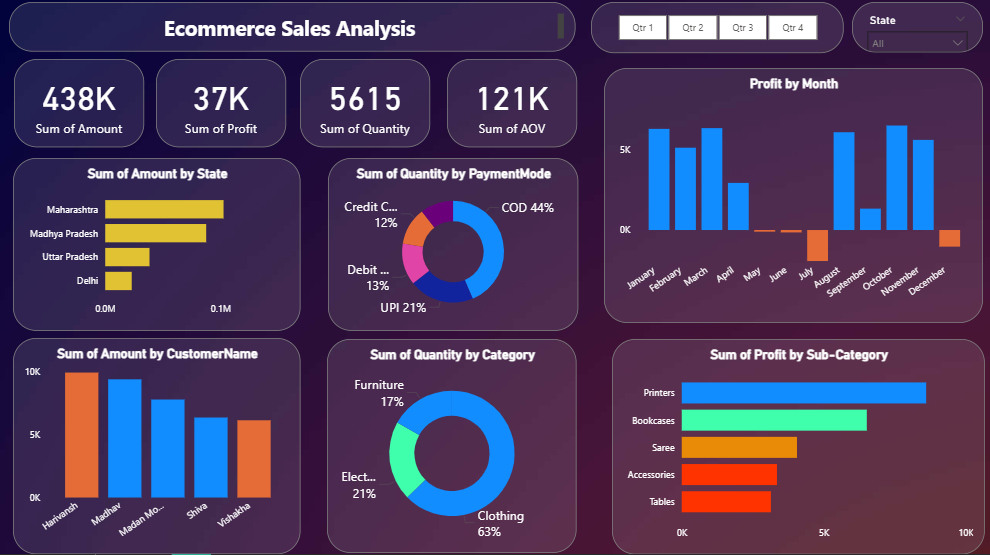 Ecommerce Sales Analysis
Qtr 1
Qtr 2
Qtr 3
Qtr 4
State
All
438K
Sum of Amount
37K
Sum of Profit
5615
Sum of Quantity
121K
Sum of AOV
Profit by Month
5K
0K
January
February
March
April
May
June
July
August
September
October
November
December
Sum of Amount by State
Maharashtra
Madhya Pradesh
Uttar Pradesh
Delhi
0.0M
0.1M
Sum of Quantity by PaymentMode
Credit C...
12%
COD 44%
Debit ...
13%
UPI 21%
Sum of Amount by CustomerName
10K
5K
0K
Harivansh
Madhav
Madan Mo...
Shiva
Vishakha
Sum of Quantity by Category
Furniture
17%
Elect...
21%
Clothing
63%
Sum of Profit by Sub-Category
Printers
Bookcases
Saree
Accessories
Tables
0K
5K
10K